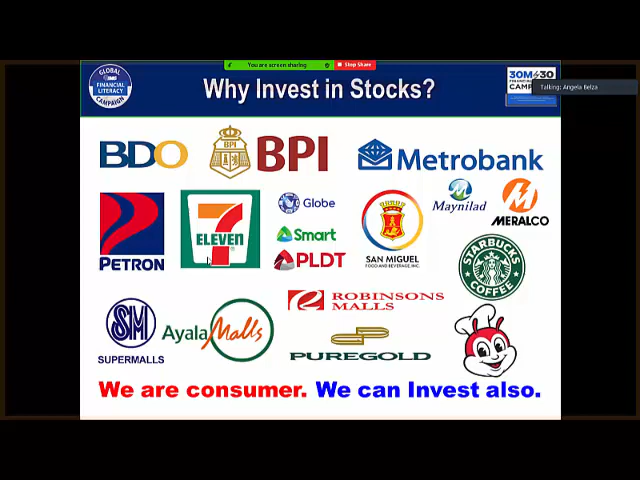 You are screen sharing
Stop Share
Talking: Angela Belza
GLOBAL
FINANCIAL
LITERACY
CAMPAIGN
Why Invest in Stocks?
30M 30
BDO
BPI
BPI
Metrobank
PETRON
7
ELEVEN
Globe
Smart
PLDT
SAN MIGUEL
FOOD AND BEVERAGE, INC.
Maynilad
MERALCO
STARBUCKS
COFFEE
ROBINSONS
MALLS
SM
SUPERMALLS
Ayala Malls
PUREGOLD
We are consumer. We can Invest also.